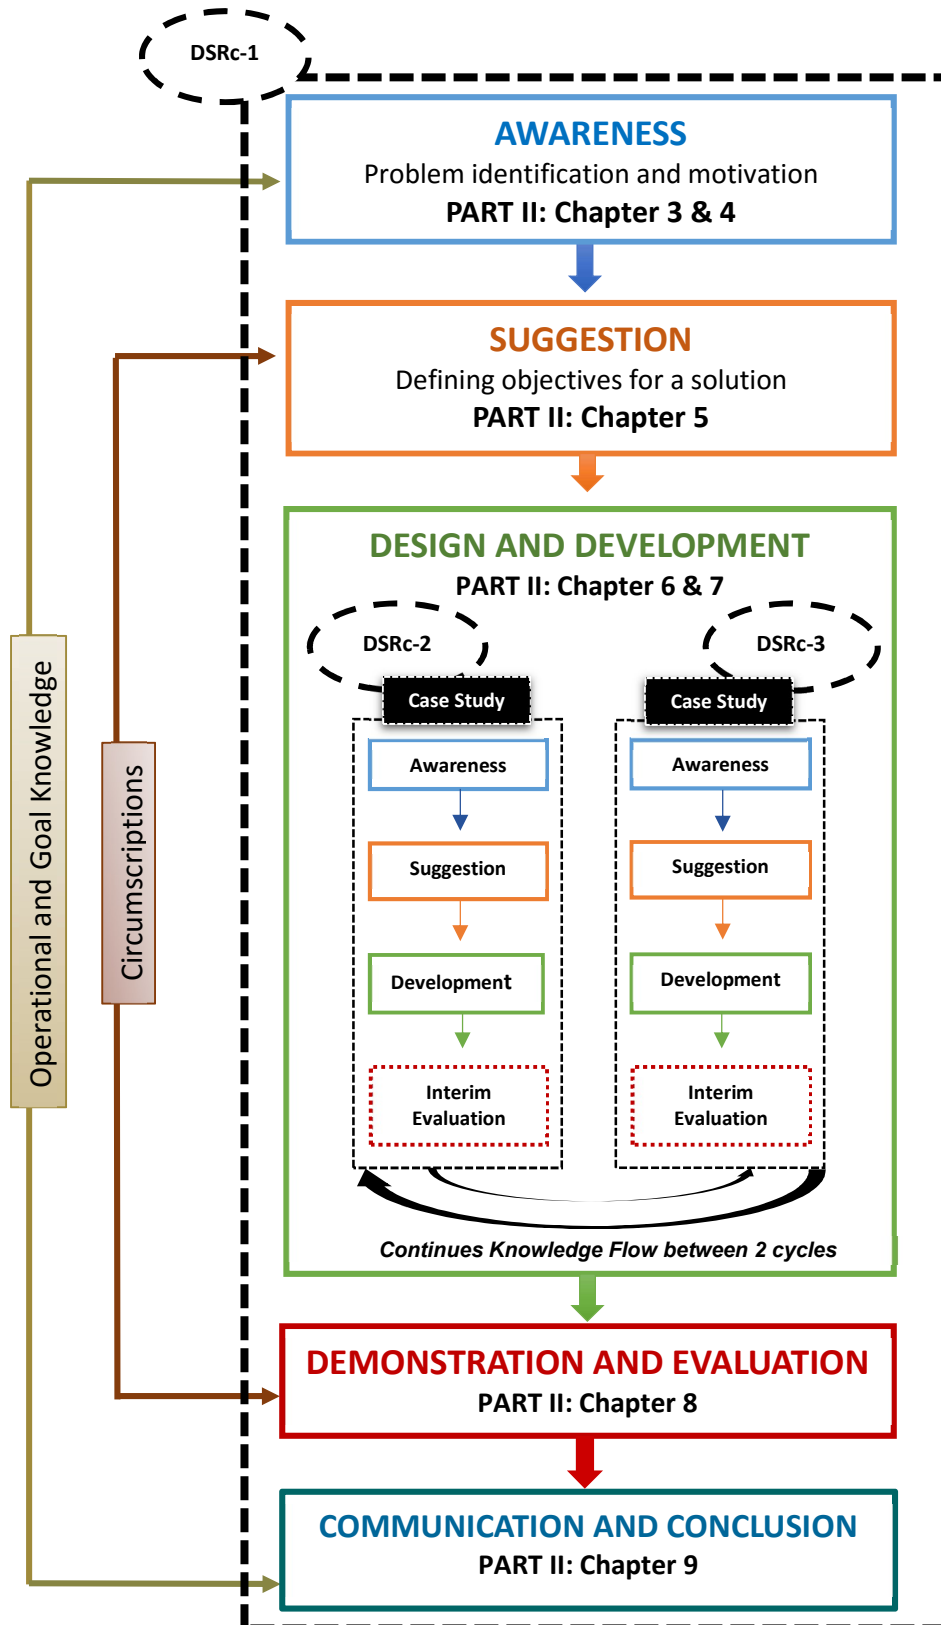 DSRc-1
AWARENESS
Problem identification and motivation
PART II: Chapter 3 & 4
SUGGESTION
Defining objectives for a solution
PART II: Chapter 5
DESIGN AND DEVELOPMENT
PART II: Chapter 6 & 7
DSRc-2
Case Study
Awareness
Suggestion
Development
Interim
Evaluation
DSRc-3
Case Study
Awareness
Suggestion
Development
Interim
Evaluation
Continues Knowledge Flow between 2 cycles
DEMONSTRATION AND EVALUATION
PART II: Chapter 8
COMMUNICATION AND CONCLUSION
PART II: Chapter 9
Operational and Goal Knowledge
Circumscriptions